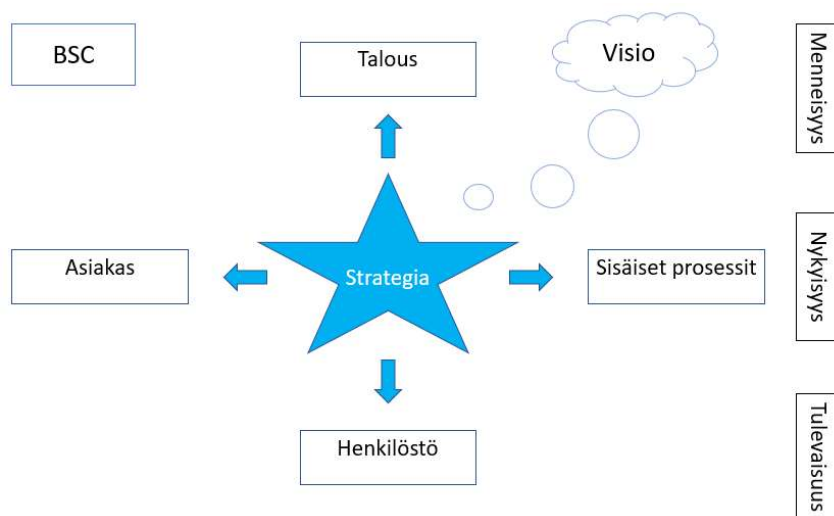 BSC
Talous
Visio
Menneisyys
Asiakas
Strategia
Sisäiset prosessit
Nykyisyys
Henkilöstö
Tulevaisuus